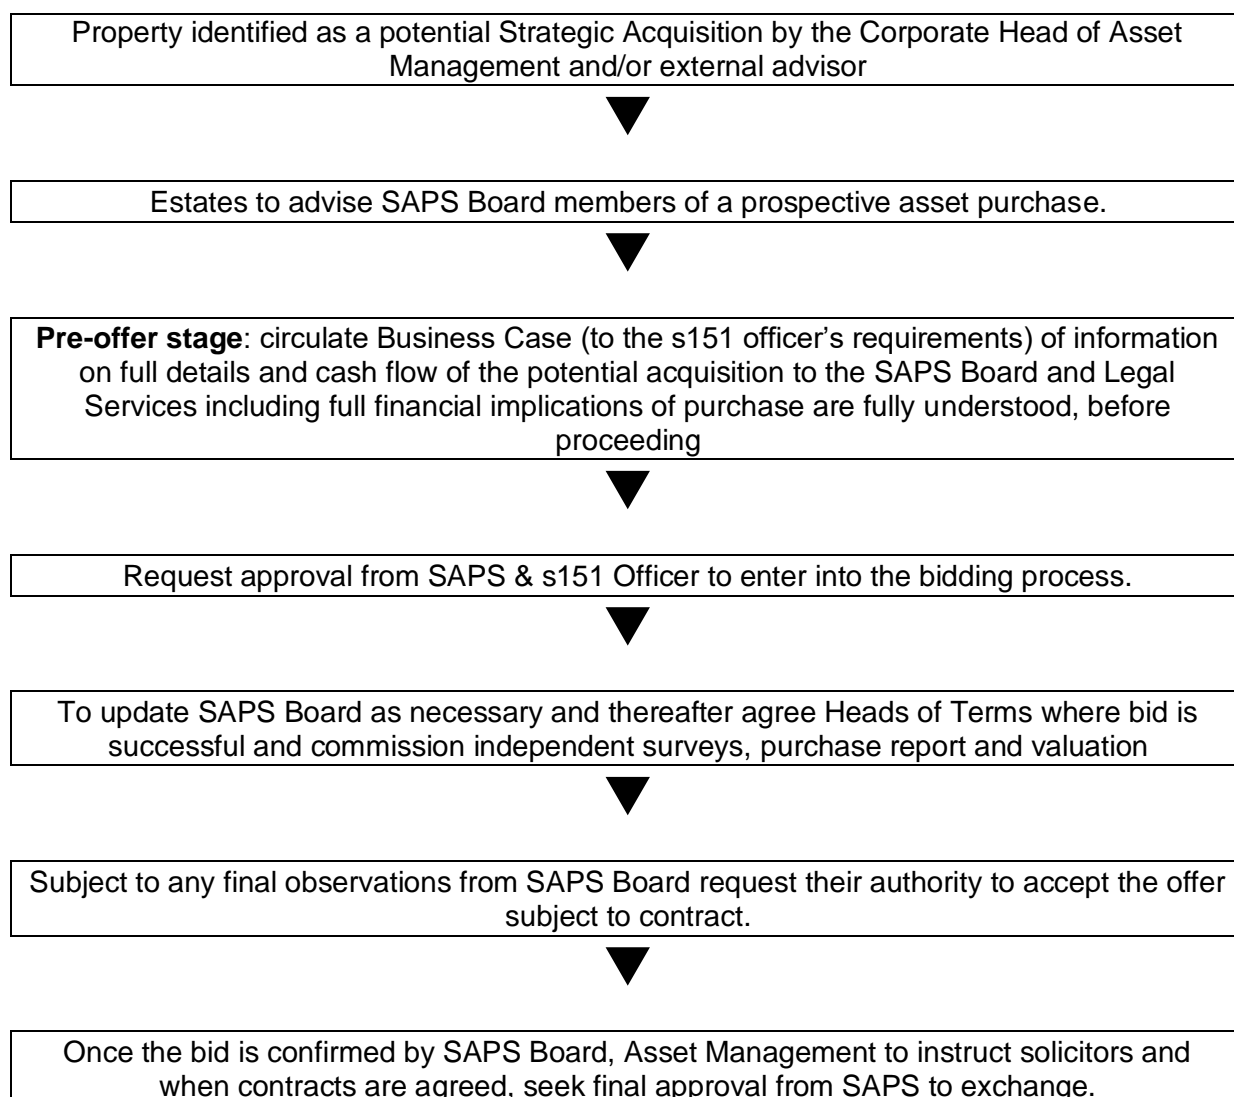 Property identified as a potential Strategic Acquisition by the Corporate Head of Asset
Management and/or external advisor
Estates to advise SAPS Board members of a prospective asset purchase.
Pre-offer stage: circulate Business Case (to the s151 officer’s requirements) of information
on full details and cash flow of the potential acquisition to the SAPS Board and Legal
Services including full financial implications of purchase are fully understood, before
proceeding
Request approval from SAPS & s151 Officer to enter into the bidding process.
To update SAPS Board as necessary and thereafter agree Heads of Terms where bid is
successful and commission independent surveys, purchase report and valuation
Subject to any final observations from SAPS Board request their authority to accept the offer
subject to contract.
Once the bid is confirmed by SAPS Board, Asset Management to instruct solicitors and
when contracts are agreed, seek final approval from SAPS to exchange.